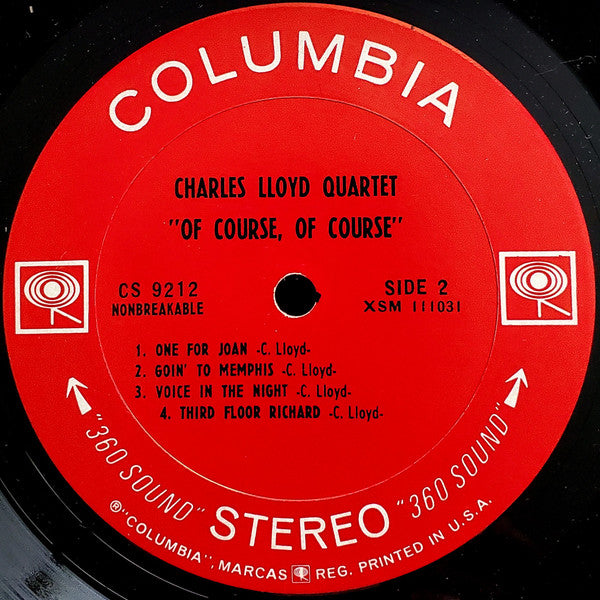 COLUMBIA
CHARLES LLOYD QUARTET
"OF COURSE, OF COURSE"
CS 9212
NONBREAKABLE
SIDE 2
XSM 111031
1. ONE FOR JOAN -C. Lloyd-
2. GOIN' TO MEMPHIS -C. Lloyd-
3. VOICE IN THE NIGHT -C. Lloyd-
4. THIRD FLOOR RICHARD -C. Lloyd-
"360 SOUND" STEREO "360 SOUND"
®"COLUMBIA", MARCAS REG. PRINTED IN U.S.A.